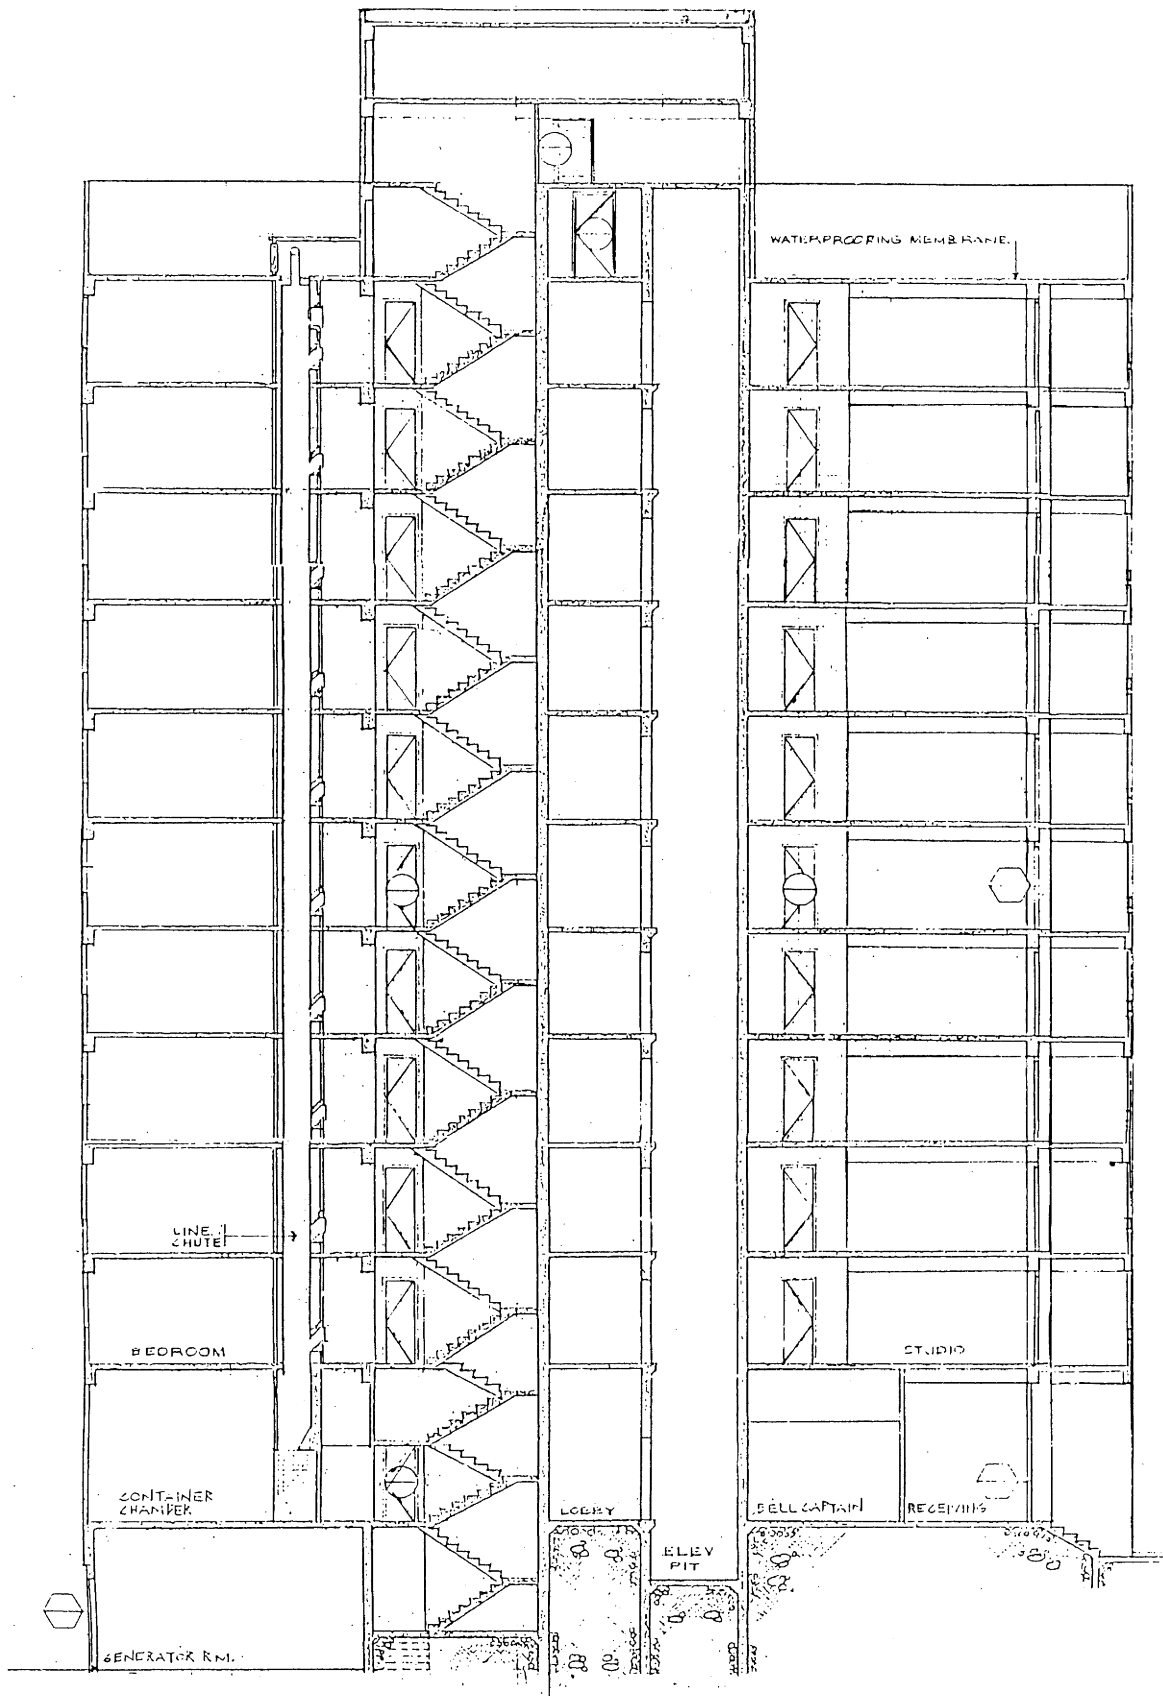 WATERPROOFING MEMBRANE
LINE
CHUTE
BEDROOM
STUDIO
CONTAINER
CHAMBER
LOBBY
BELL CAPTAIN
RECEIVING
ELEV
PIT
GENERATOR RM.